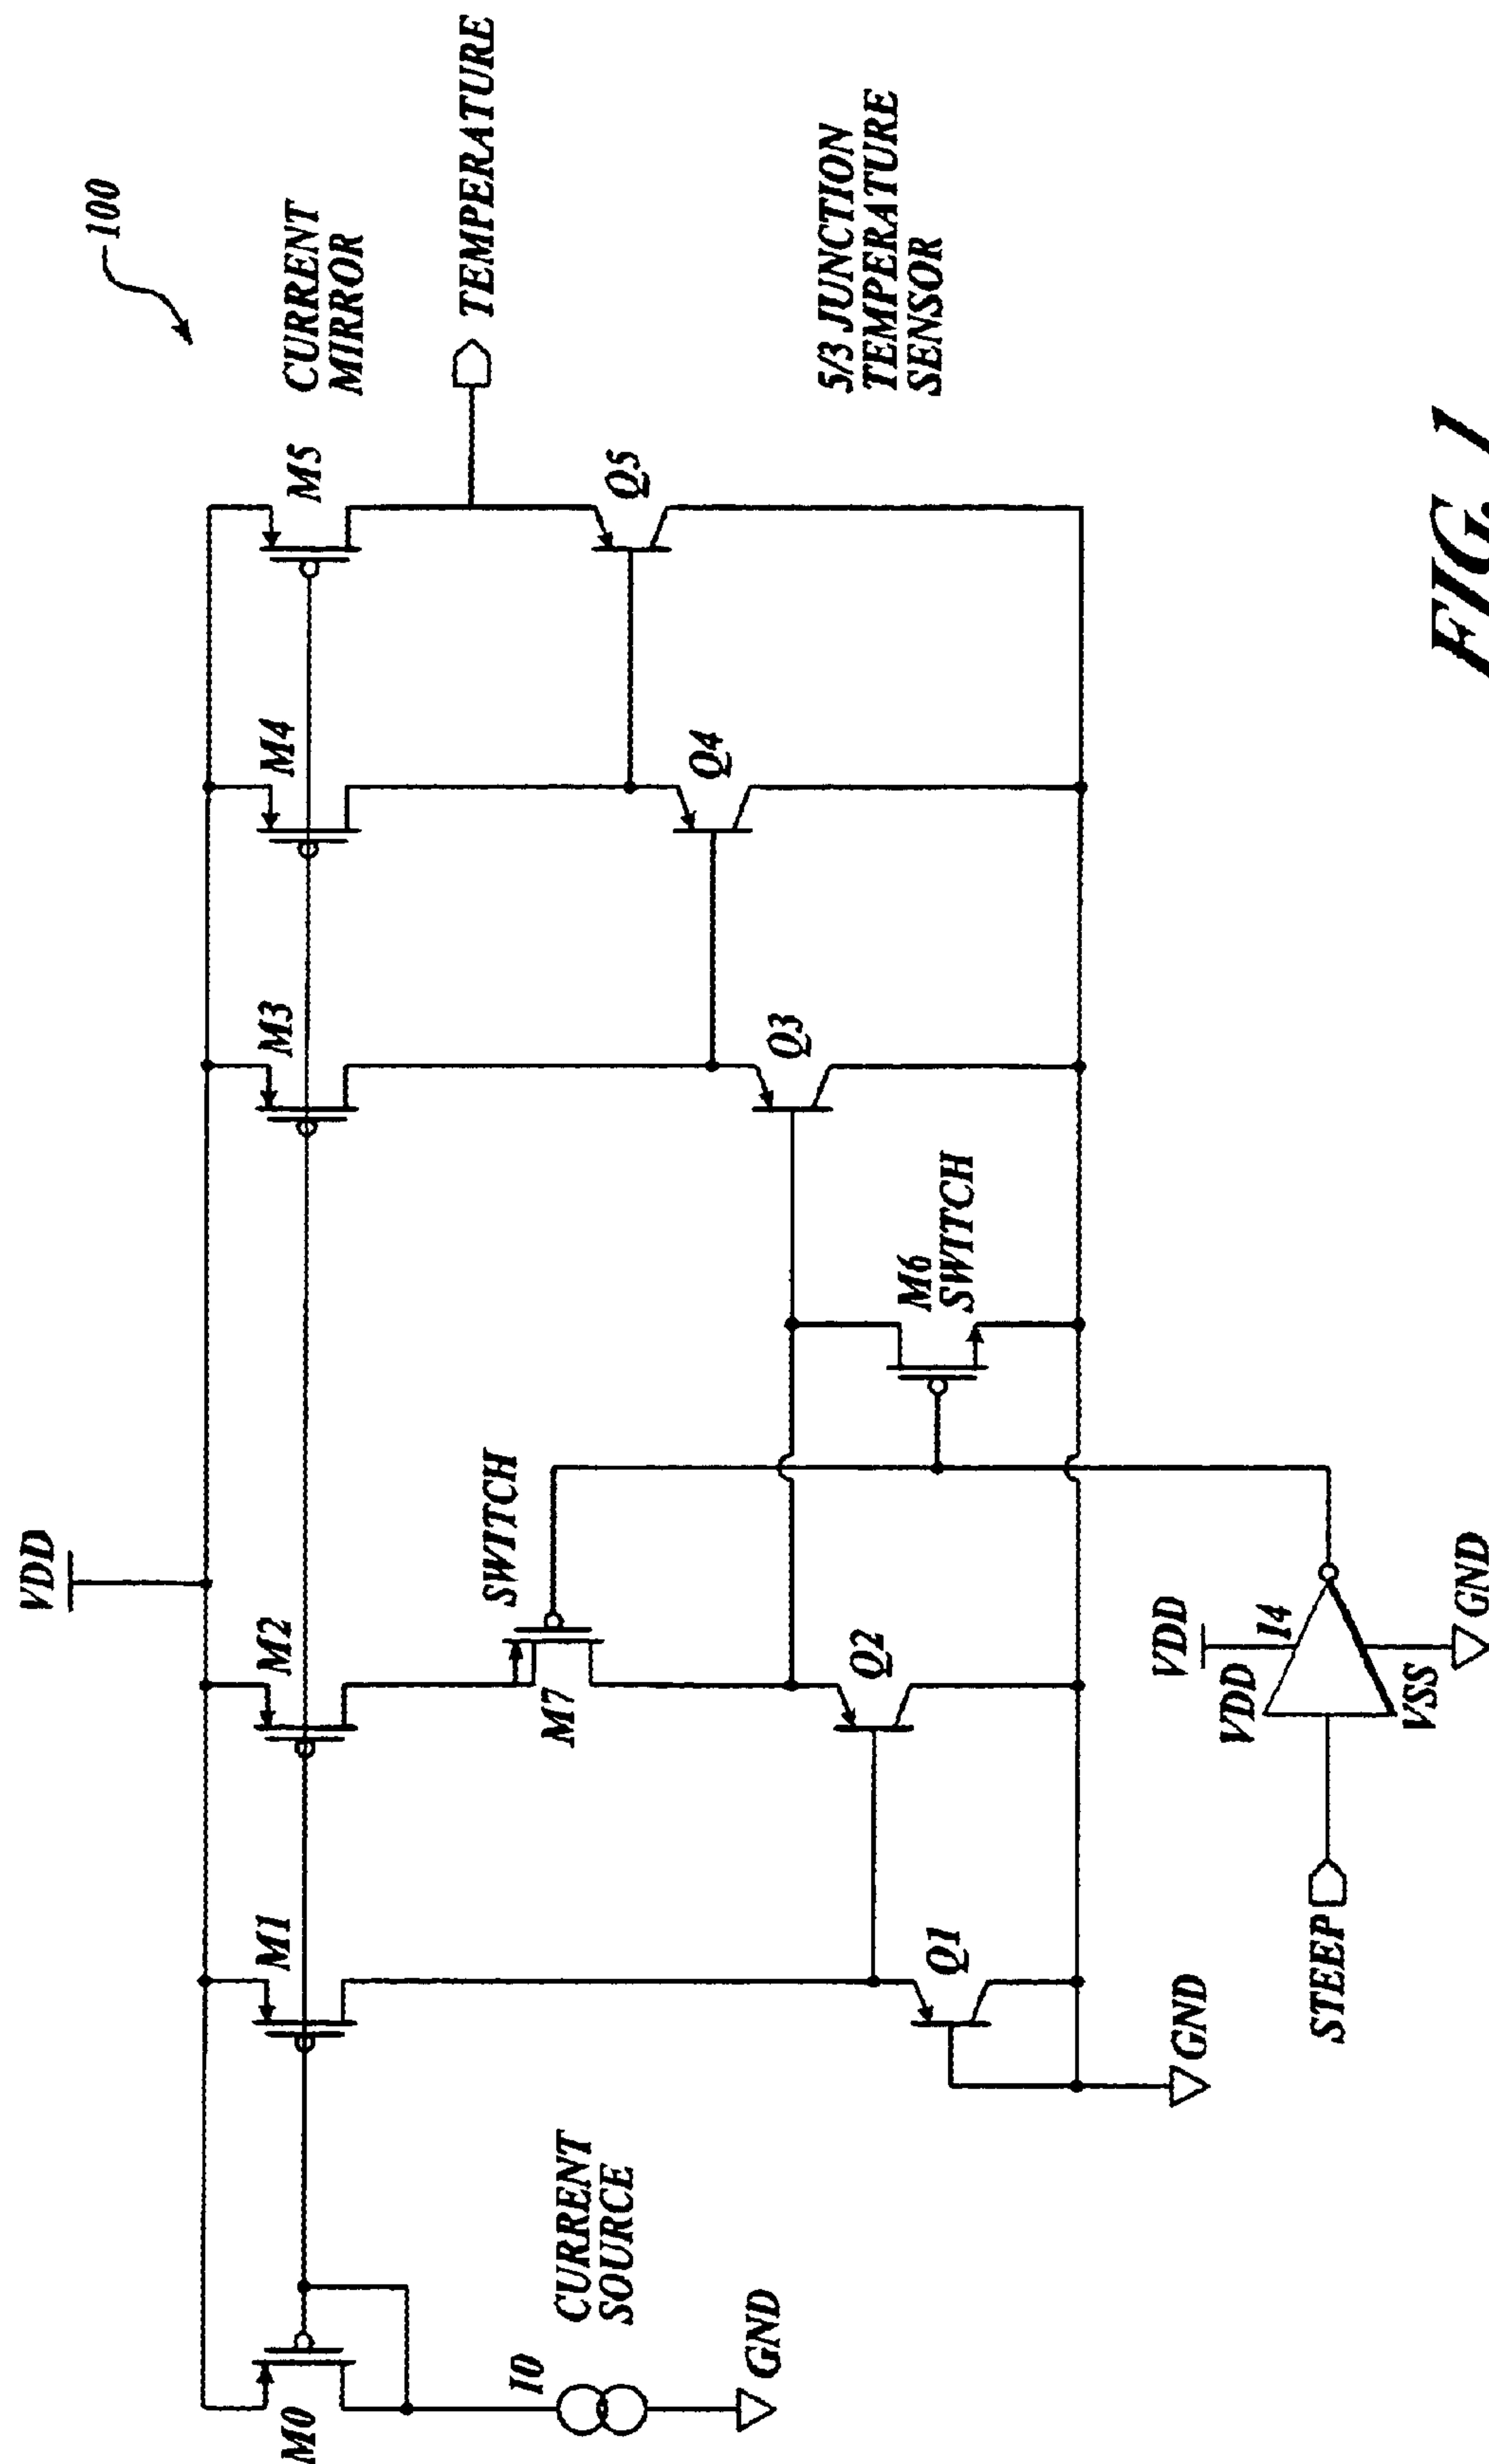 100
VDD
CURRENT
MIRROR
M0
M1
M2
M3
M4
M5
TEMPERATURE
I0
CURRENT
SOURCE
GND
M7
SWITCH
5/3 JUNCTION
TEMPERATURE
SENSOR
Q1
Q2
Q3
Q4
Q5
M6
SWITCH
GND
STEEP
VDD
VDD
I4
VSS
GND
FIG. 1